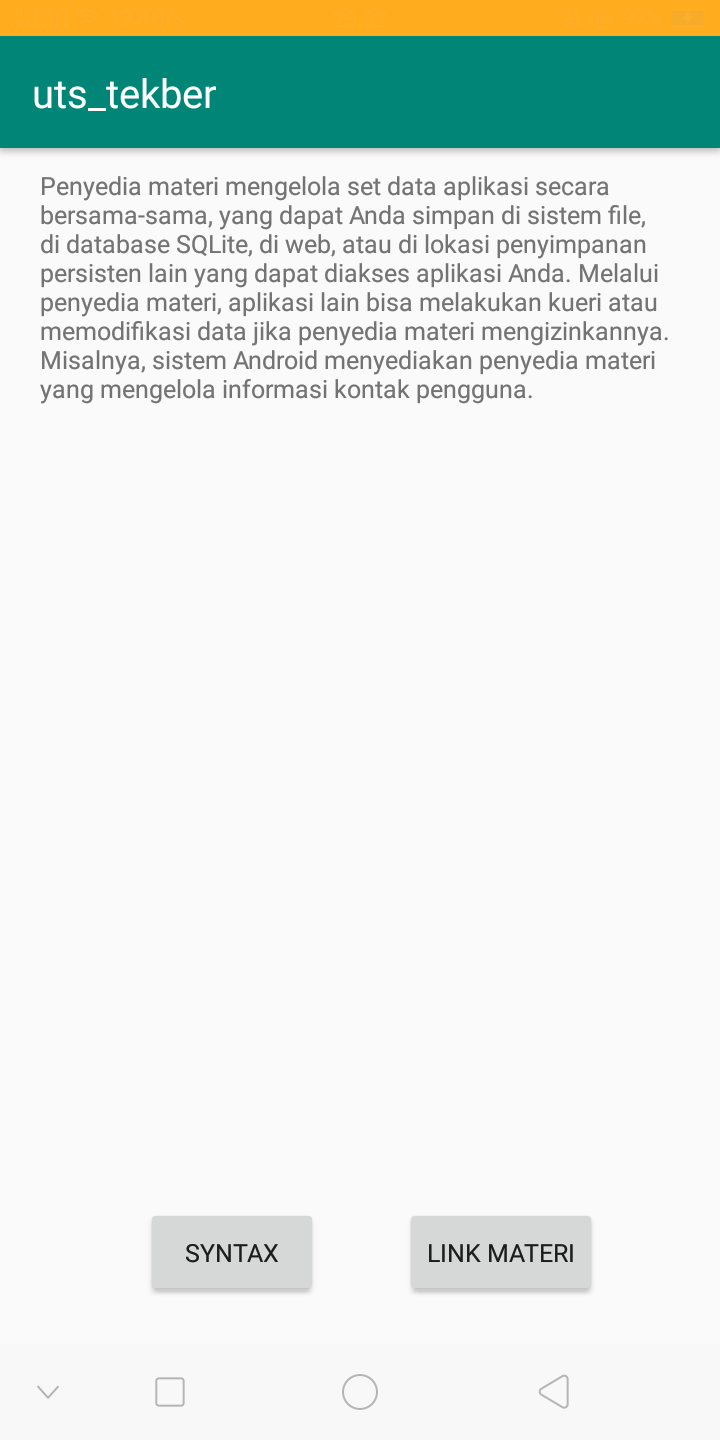 uts_tekber
Penyedia materi mengelola set data aplikasi secara
bersama-sama, yang dapat Anda simpan di sistem file,
di database SQLite, di web, atau di lokasi penyimpanan
persisten lain yang dapat diakses aplikasi Anda. Melalui
penyedia materi, aplikasi lain bisa melakukan kueri atau
memodifikasi data jika penyedia materi mengizinkannya.
Misalnya, sistem Android menyediakan penyedia materi
yang mengelola informasi kontak pengguna.
SYNTAX
LINK MATERI